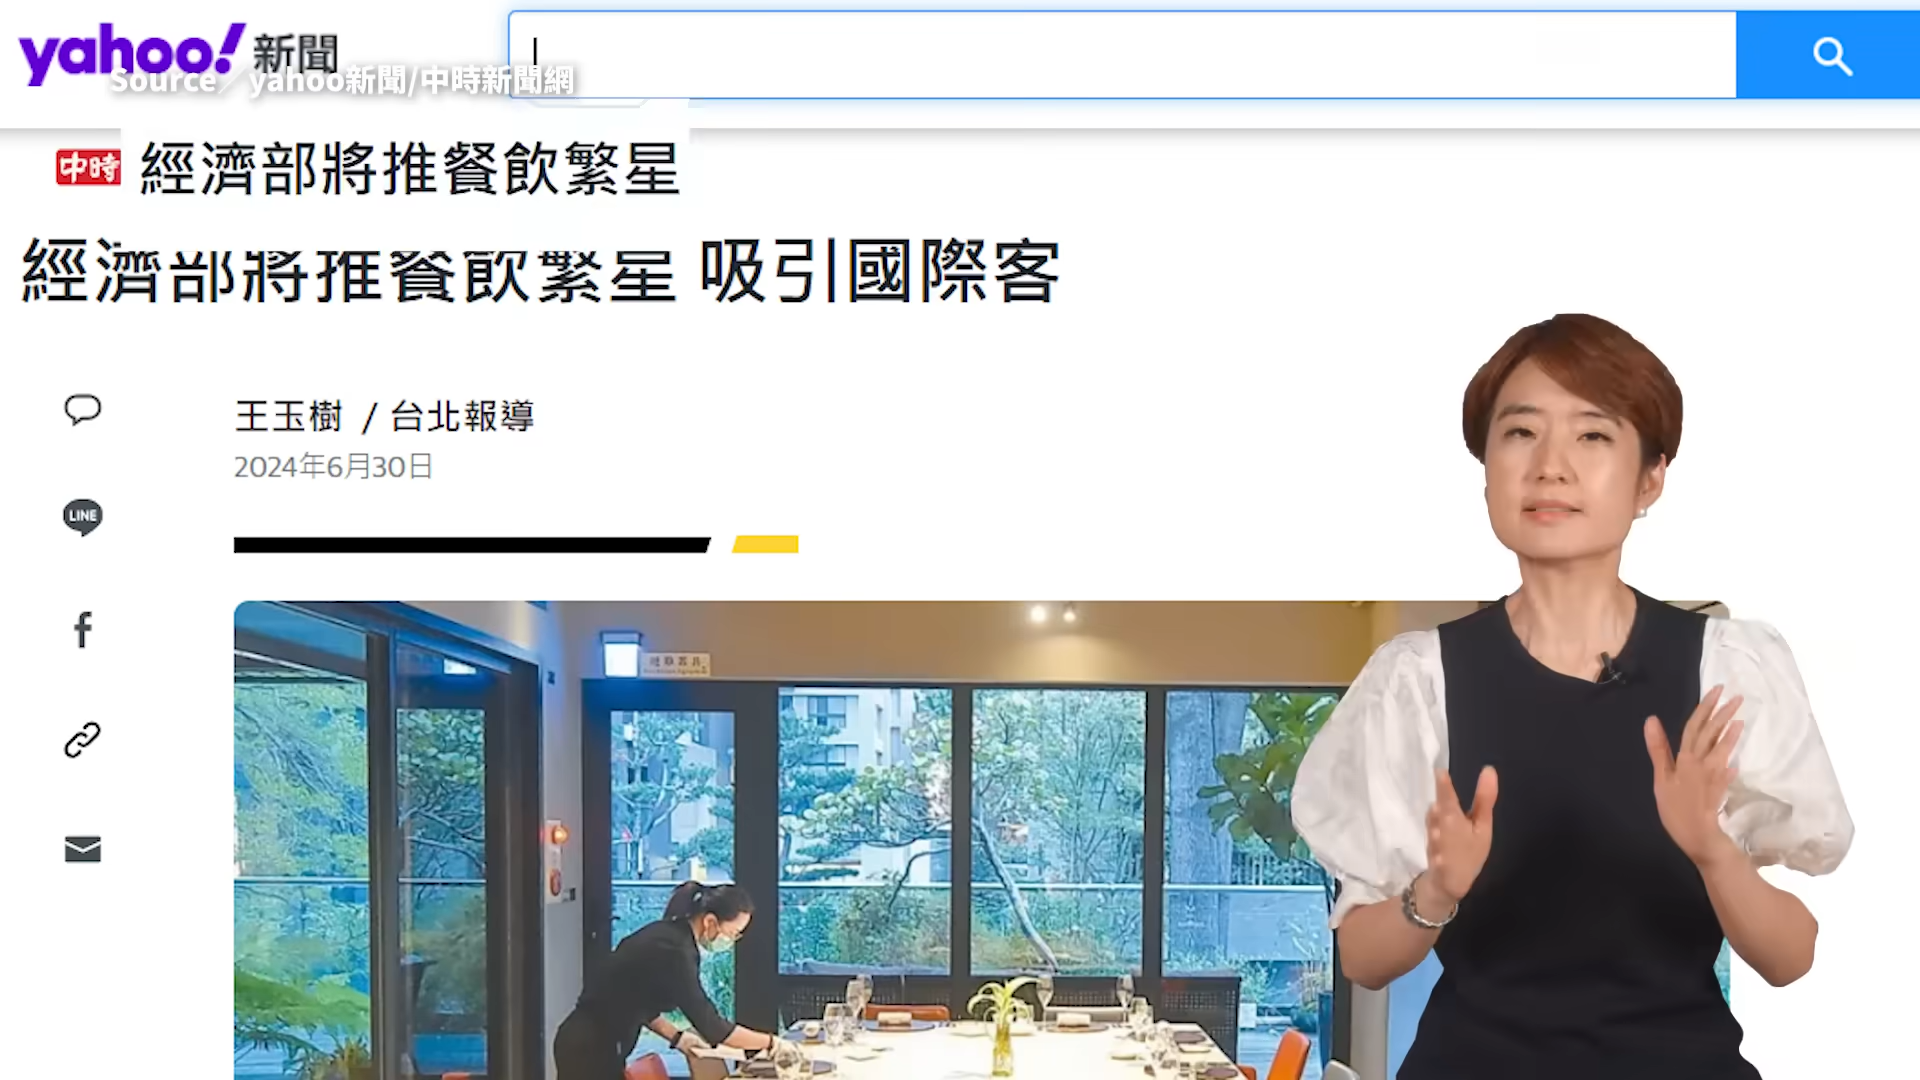 yahoo! 新聞
Source／yahoo新聞/中時新聞網
中時 經濟部將推餐飲繁星
經濟部將推餐飲繁星 吸引國際客
王玉樹 / 台北報導
2024年6月30日
LINE